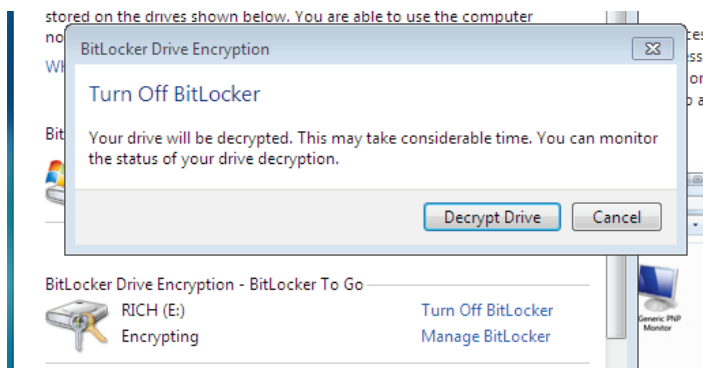 stored on the drives shown below. You are able to use the computer
BitLocker Drive Encryption
Turn Off BitLocker
Your drive will be decrypted. This may take considerable time. You can monitor
the status of your drive decryption.
Decrypt Drive Cancel
BitLocker Drive Encryption - BitLocker To Go
RICH (E:) Turn Off BitLocker
Encrypting Manage BitLocker
Generic PNP
Monitor